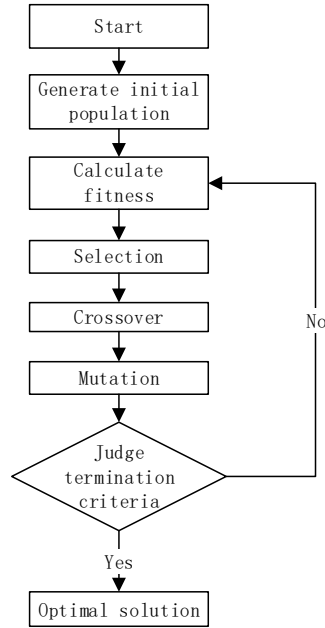 Start
Generate initial
population
Calculate
fitness
Selection
Crossover
No
Mutation
Judge
termination
criteria
Yes
Optimal solution